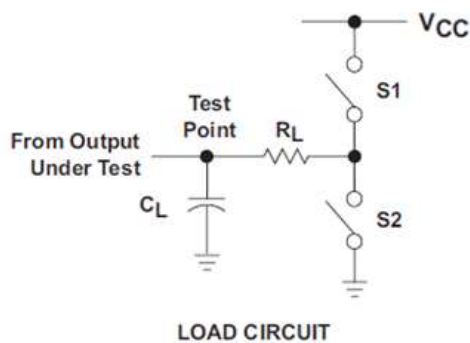 VCC
S1
Test
Point
RL
From Output
Under Test
CL
S2
LOAD CIRCUIT